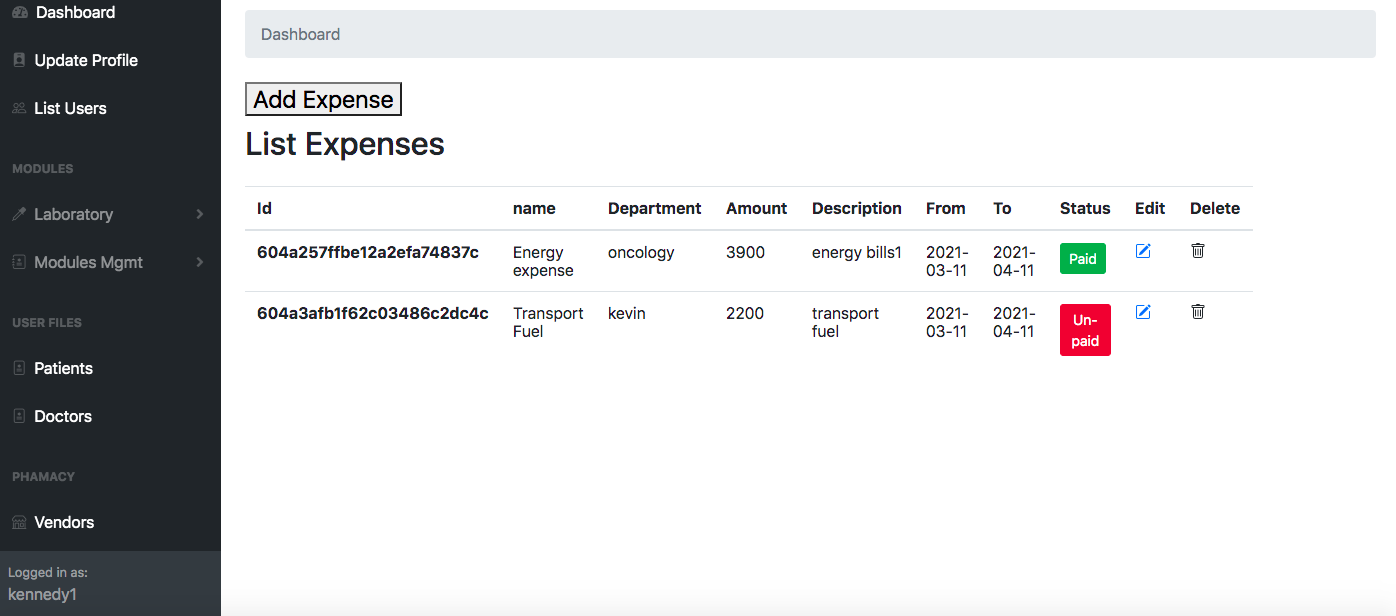 Dashboard
Update Profile
List Users
MODULES
Laboratory
Modules Mgmt
USER FILES
Patients
Doctors
PHAMACY
Vendors
Logged in as:
kennedy1
Dashboard
Add Expense
List Expenses
Id name Department Amount Description From To Status Edit Delete
604a257ffbe12a2efa74837c Energy oncology 3900 energy bills1 2021- 2021- Paid
expense 03-11 04-11
604a3afb1f62c03486c2dc4c Transport kevin 2200 transport 2021- 2021- Un-
Fuel fuel 03-11 04-11 paid